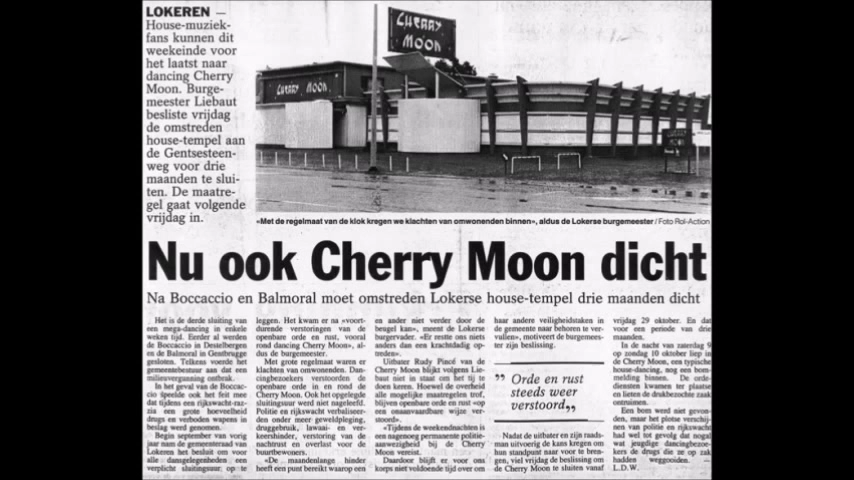 LOKEREN —
House-muziek-
fans kunnen dit
weekeinde voor
het laatst naar
dancing Cherry
Moon. Burge-
meester Liebaut
besliste vrijdag
de omstreden
house-tempel aan
de Gentsesteen-
weg voor drie
maanden te slui-
ten. De maatre-
gel gaat volgende
vrijdag in.
CHERRY
MOON
CHERRY MOON
«Met de regelmaat van de klok kregen we klachten van omwonenden binnen», aldus de Lokerse burgemeester / Foto Rol-Action
Nu ook Cherry Moon dicht
Na Boccaccio en Balmoral moet omstreden Lokerse house-tempel drie maanden dicht
Het is de derde sluiting van
een mega-dancing in enkele
weken tijd. Eerder al werden
de Boccaccio in Destelbergen
en de Balmoral in Gentbrugge
gesloten. Telkens voerde het
gemeentebestuur aan dat een
milieuvergunning ontbrak.
In het geval van de Boccac-
cio speelde ook het feit mee
dat tijdens een rijkswacht-raz-
zia een grote hoeveelheid
drugs en verboden wapens in
beslag werd genomen.
Begin september van vorig
jaar nam de gemeenteraad van
Lokeren het besluit om voor
alle dansgelegenheden een
verplicht sluitingsuur op te
leggen. Het kwam er na «voort-
durende verstoringen van de
openbare orde en rust, vooral
rond dancing Cherry Moon», al-
dus de burgemeester.
Met grote regelmaat waren er
klachten van omwonenden. Dan-
cingbezoekers verstoorden de
openbare orde in en rond de
Cherry Moon. Ook het opgelegde
sluitingsuur werd niet nageleefd.
Politie en rijkswacht verbaliseer-
den onder meer geweldpleging,
druggebruik, lawaai- en ver-
keershinder, verstoring van de
nachtrust en overlast voor de
buurtbewoners.
«De maandenlange hinder
heeft een punt bereikt waarop een
en ander niet verder door de
beugel kan», meent de Lokerse
burgervader. «Er restte ons niets
anders dan een krachtdadig op-
treden».
Uitbater Rudy Pincé van de
Cherry Moon blijkt volgens Lie-
baut niet in staat om het tij te
doen keren. Hoewel de overheid
alle mogelijke maatregelen trof,
blijven openbare orde en rust «op
een onaanvaardbare wijze ver-
stoord».
«Tijdens de weekendnachten is
een nagenoeg permanente politie-
aanwezigheid bij de Cherry
Moon vereist.
Daardoor blijft er voor ons
korps niet voldoende tijd over om
haar andere veiligheidstaken in
de gemeente naar behoren te ver-
vullen», motiveert de burgemees-
ter zijn beslissing.
” Orde en rust
steeds weer
verstoord „
Nadat de uitbater en zijn raads-
man uitvoerig de kans kregen om
hun standpunt naar voor te bren-
gen, viel vrijdag de beslissing om
de Cherry Moon te sluiten vanaf
vrijdag 29 oktober. En dat
voor een periode van drie
maanden.
In de nacht van zaterdag 9
op zondag 10 oktober liep in
de Cherry Moon, een typische
house-dancing, nog een bom-
melding binnen. De orde-
diensten kwamen ter plaatse
en lieten de drukbezochte zaak
ontruimen.
Een bom werd niet gevon-
den, maar het plotse verschij-
nen van politie en rijkswacht
had wel tot gevolg dat nogal
wat jeugdige dancingbezoe-
kers de drugs die ze op zak
hadden weggooiden.
L.D.W.